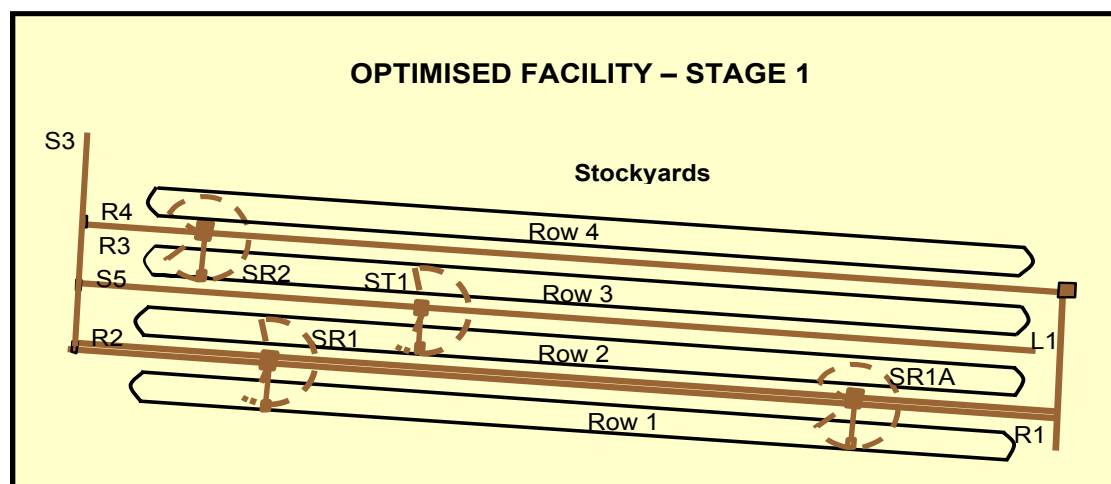 OPTIMISED FACILITY – STAGE 1
S3
Stockyards
R4
Row 4
R3
SR2
ST1
S5
Row 3
R2
SR1
Row 2
L1
SR1A
Row 1
R1